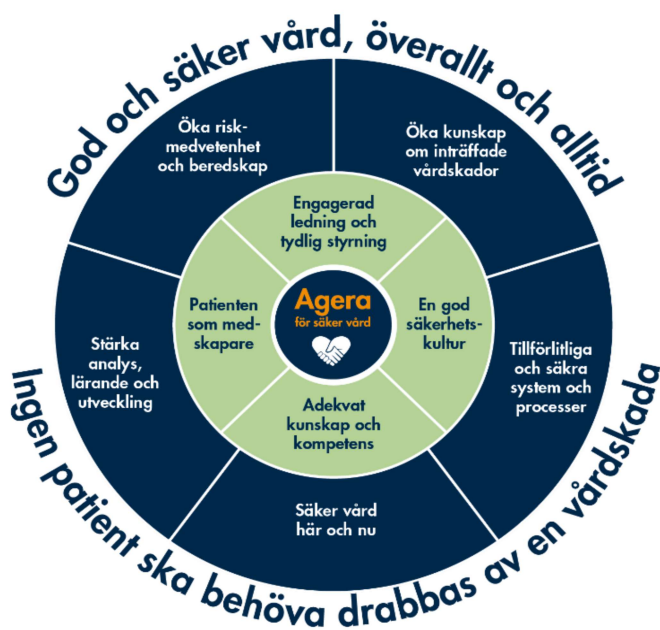 God och säker vård, överallt och alltid
Öka risk-
medvetenhet
och beredskap
Öka kunskap
om inträffade
vårdskador
Engagerad
ledning och
tydlig styrning
Patienten
som med-
skapare
Agera
för säker vård
En god
säkerhets-
kultur
Stärka
analys,
lärande och
utveckling
Tillförlitliga
och säkra
system och
processer
Adekvat
kunskap och
kompetens
Säker vård
här och nu
Ingen patient ska behöva drabbas av en vårdskada